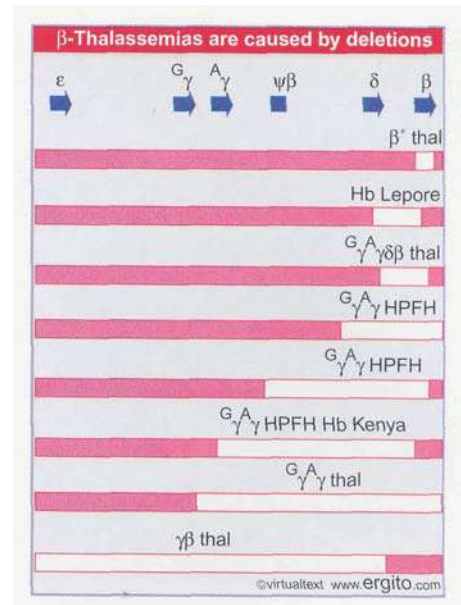 β-Thalassemias are caused by deletions
ε Gγ Aγ ψβ δ β
β⁺ thal
Hb Lepore
GγAγδβ thal
GγAγ HPFH
GγAγ HPFH
GγAγ HPFH Hb Kenya
GγAγ thal
γβ thal
©virtualtext www.ergito.com